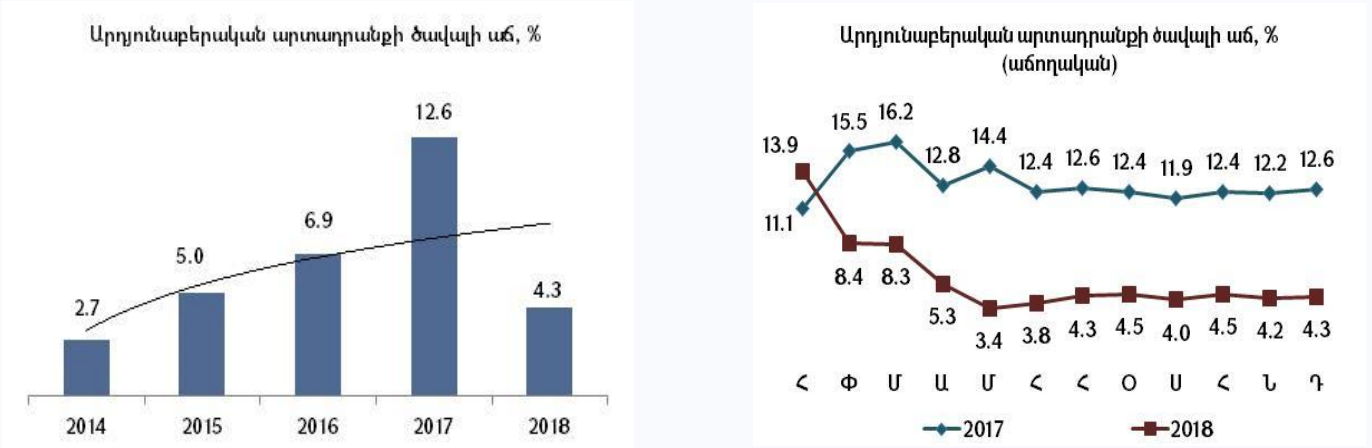 Արդյունաբերական արտադրանքի ծավալի աճ, %
12.6
6.9
5.0
4.3
2.7
2014 2015 2016 2017 2018
Արդյունաբերական արտադրանքի ծավալի աճ, %
(աճողական)
13.9 15.5 16.2 12.8 14.4 12.4 12.6 12.4 11.9 12.4 12.2 12.6
11.1 8.4 8.3 5.3 3.4 3.8 4.3 4.5 4.0 4.5 4.2 4.3
Հ Փ Մ Ա Մ Հ Հ Օ Ս Հ Ն Դ
2017 2018